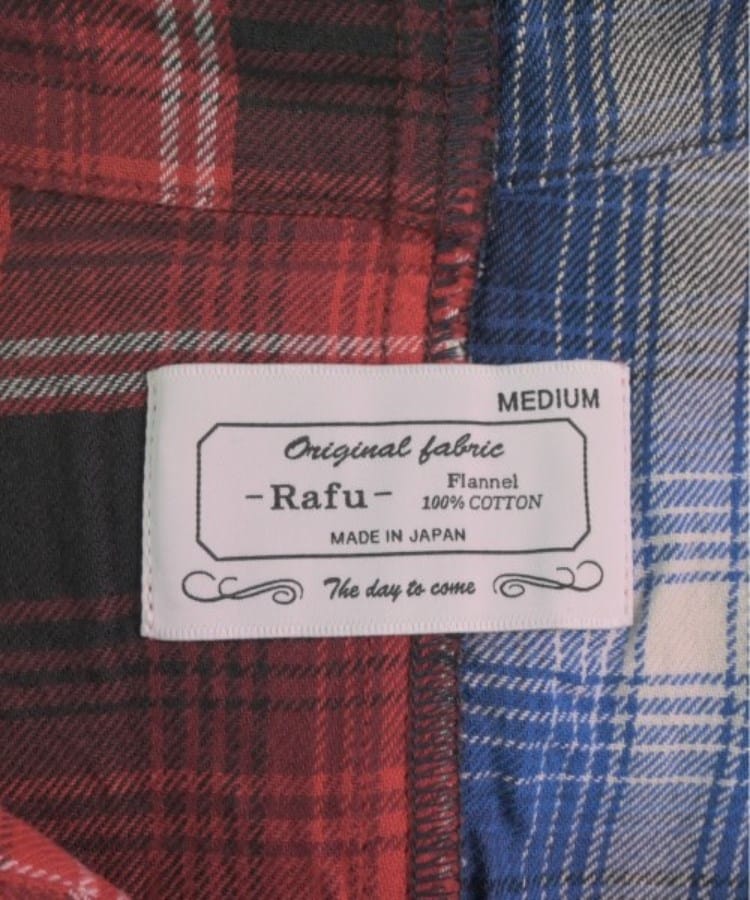 MEDIUM
Original fabric
-Rafu-
Flannel
100% COTTON
MADE IN JAPAN
The day to come